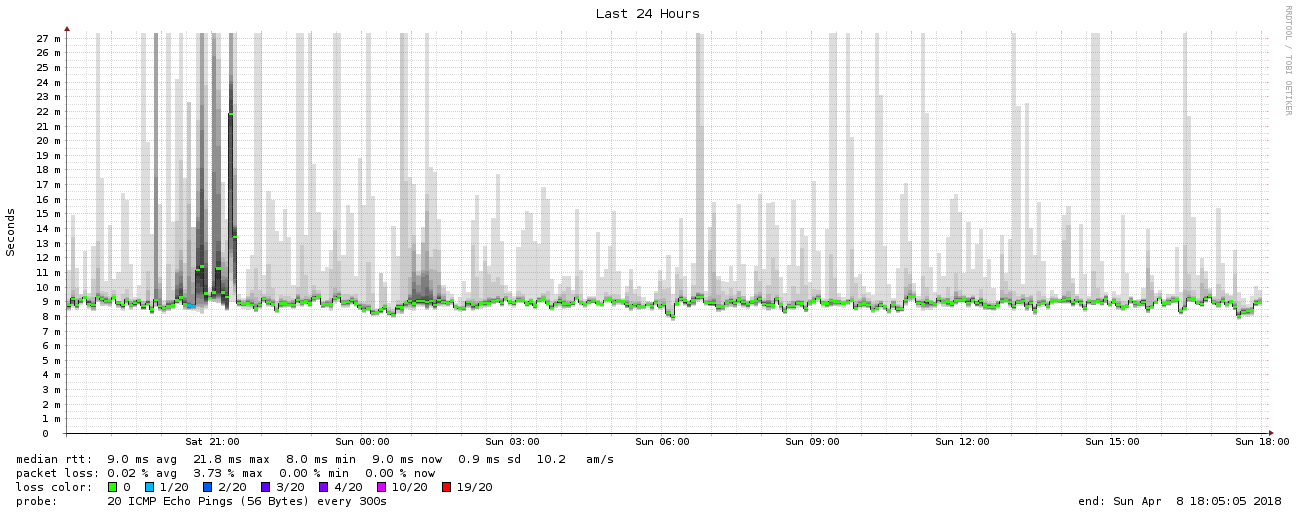 Last 24 Hours
RRDTOOL / TOBI OETIKER
Seconds
27 m
26 m
25 m
24 m
23 m
22 m
21 m
20 m
19 m
18 m
17 m
16 m
15 m
14 m
13 m
12 m
11 m
10 m
9 m
8 m
7 m
6 m
5 m
4 m
3 m
2 m
1 m
0
Sat 21:00 Sun 00:00 Sun 03:00 Sun 06:00 Sun 09:00 Sun 12:00 Sun 15:00 Sun 18:00
median rtt: 9.0 ms avg 21.8 ms max 8.0 ms min 9.0 ms now 0.9 ms sd 10.2 am/s
packet loss: 0.02 % avg 3.73 % max 0.00 % min 0.00 % now
loss color: 0 1/20 2/20 3/20 4/20 10/20 19/20
probe: 20 ICMP Echo Pings (56 Bytes) every 300s end: Sun Apr 8 18:05:05 2018